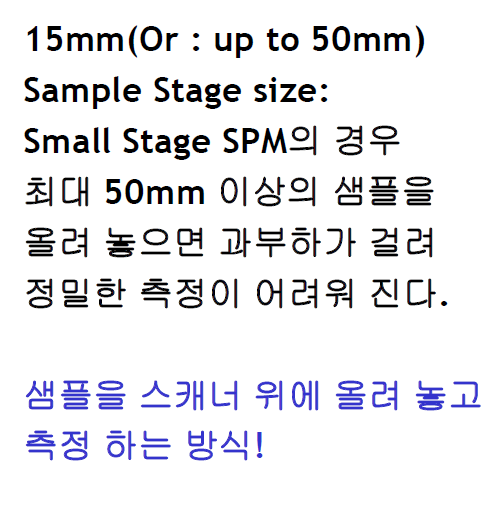 15mm(Or : up to 50mm)
Sample Stage size:
Small Stage SPM의 경우
최대 50mm 이상의 샘플을
올려 놓으면 과부하가 걸려
정밀한 측정이 어려워 진다.
샘플을 스캐너 위에 올려 놓고
측정 하는 방식!